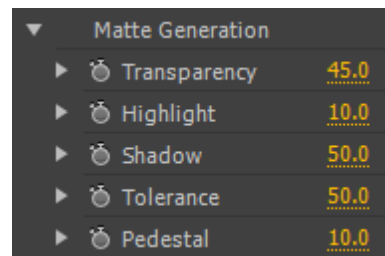 Matte Generation
Transparency 45.0
Highlight 10.0
Shadow 50.0
Tolerance 50.0
Pedestal 10.0